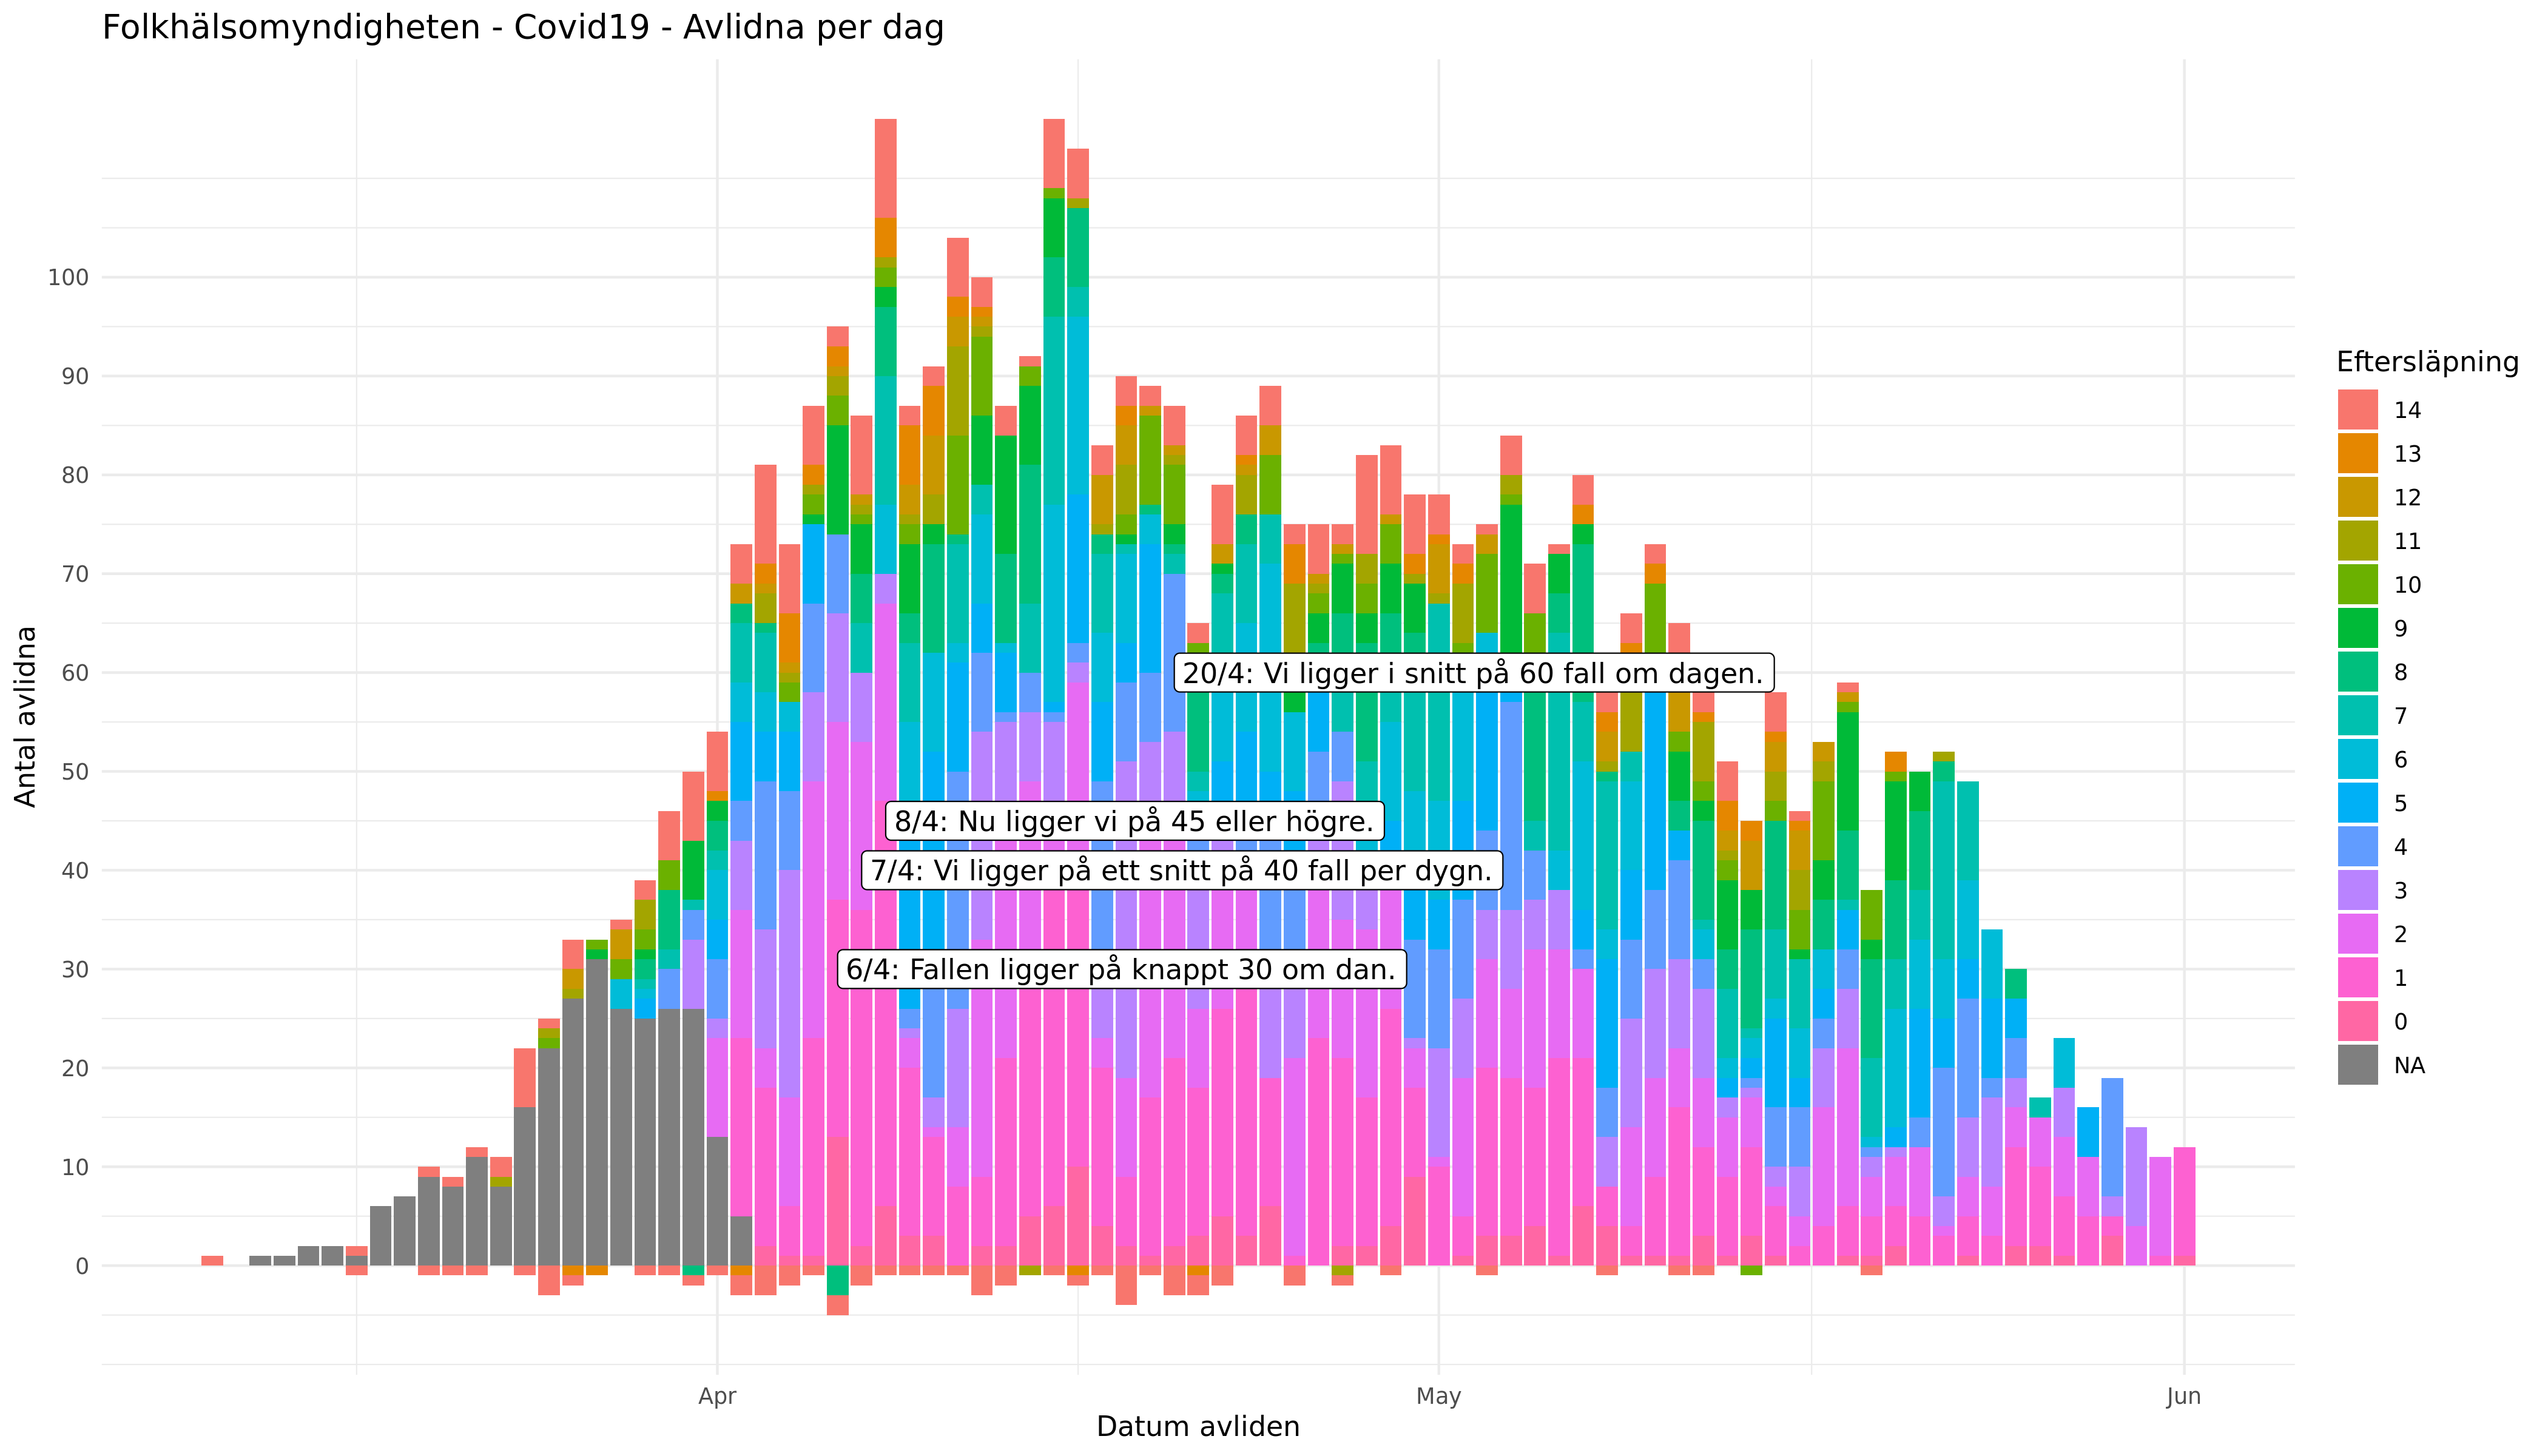 Folkhälsomyndigheten - Covid19 - Avlidna per dag
Antal avlidna
100
90
80
70
60
50
40
30
20
10
0
20/4: Vi ligger i snitt på 60 fall om dagen.
8/4: Nu ligger vi på 45 eller högre.
7/4: Vi ligger på ett snitt på 40 fall per dygn.
6/4: Fallen ligger på knappt 30 om dan.
Apr
May
Jun
Datum avliden
Eftersläpning
14
13
12
11
10
9
8
7
6
5
4
3
2
1
0
NA